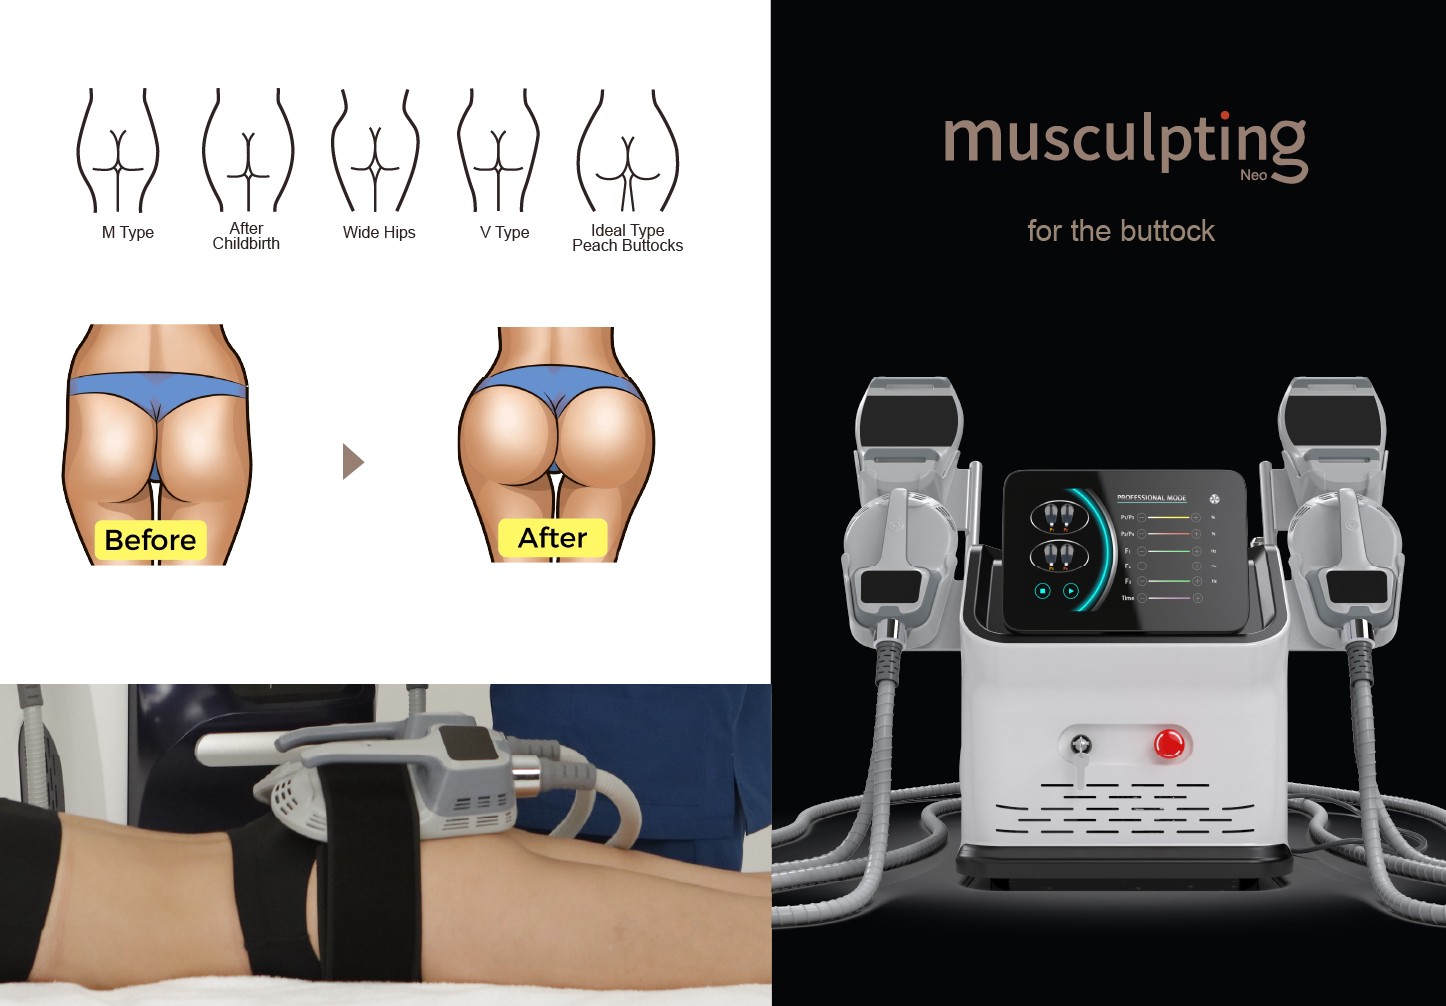 M Type
After
Childbirth
Wide Hips
V Type
Ideal Type
Peach Buttocks
Before
After
musculpting
Neo
for the buttock
PROFESSIONAL MODE
Time